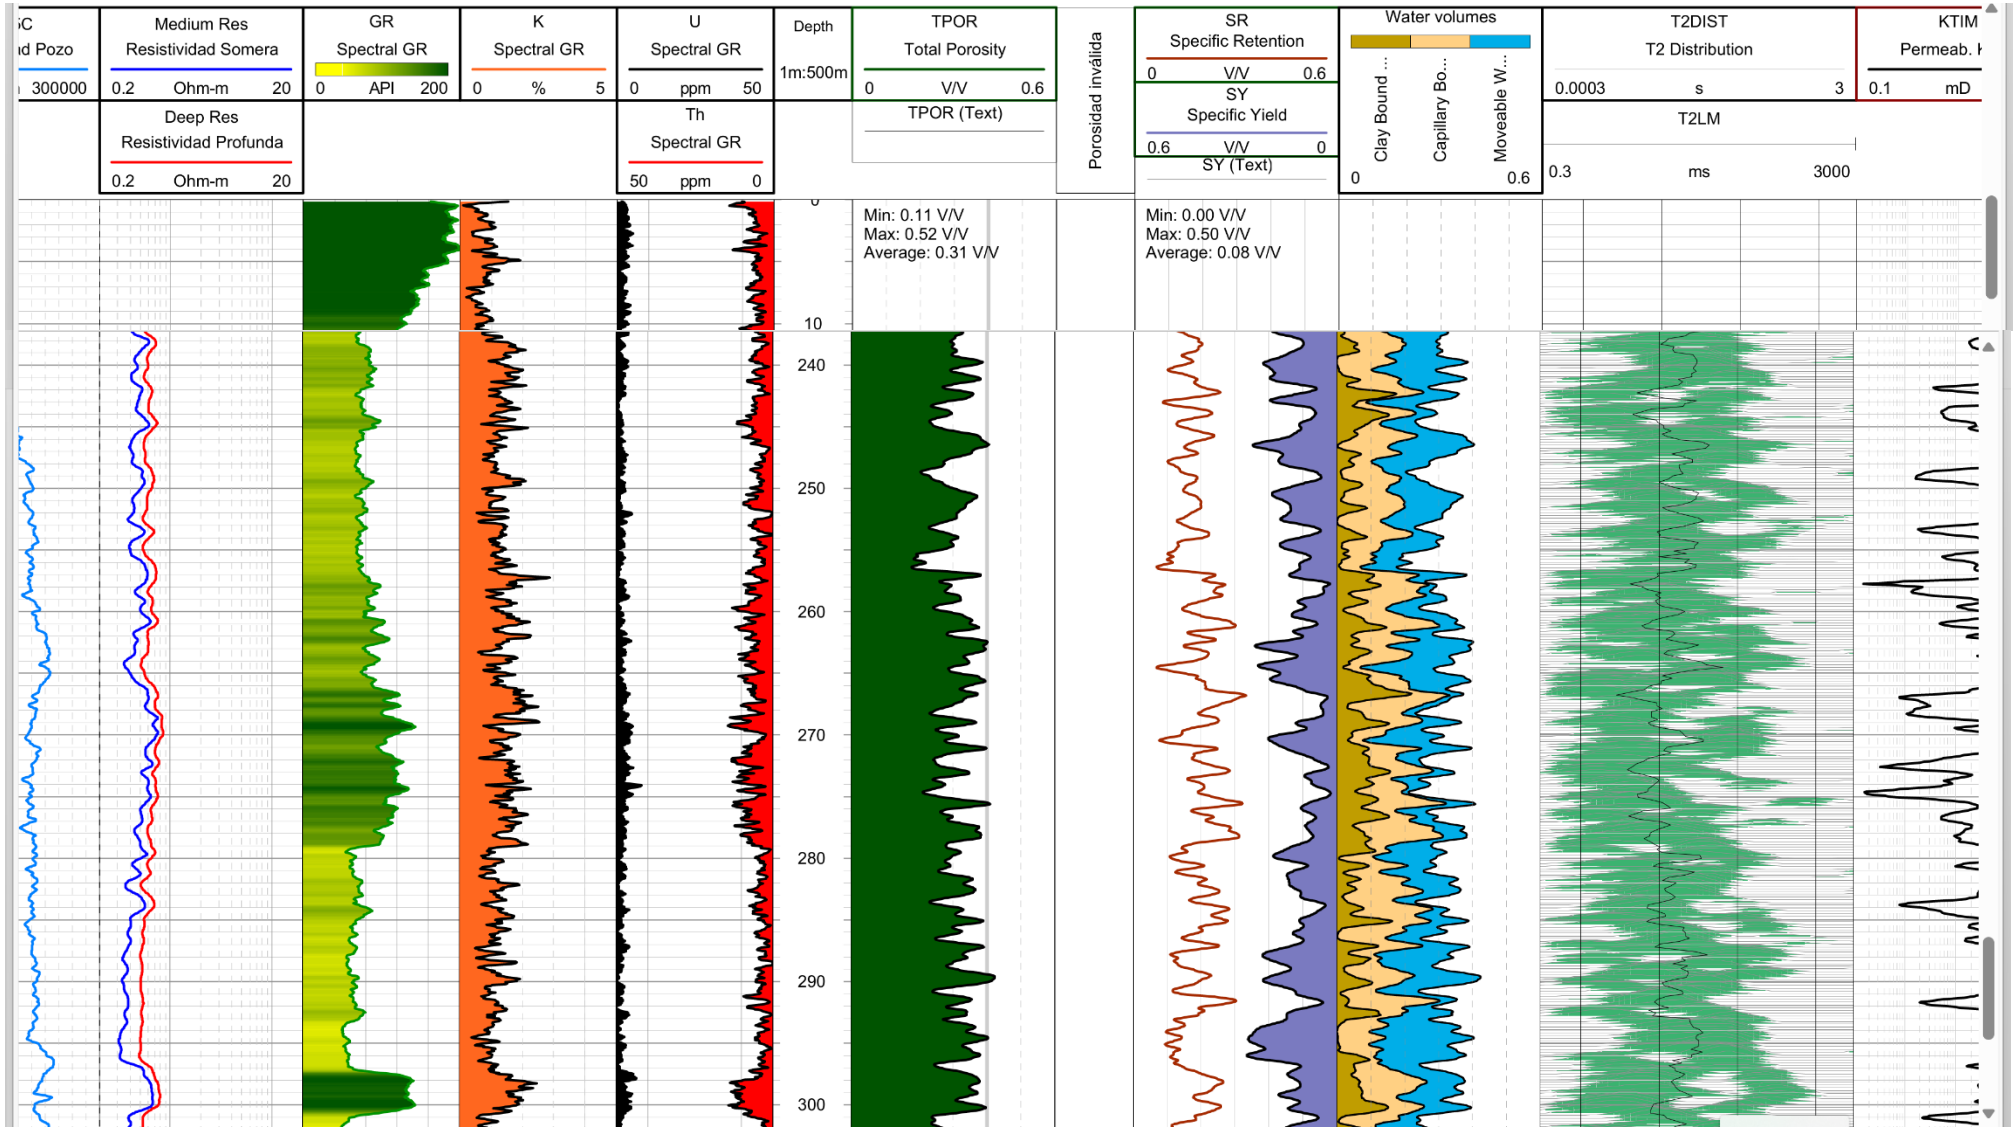 GC
ad Pozo
300000
Medium Res
Resistividad Somera
0.2 Ohm-m 20
Deep Res
Resistividad Profunda
0.2 Ohm-m 20
GR
Spectral GR
0 API 200
K
Spectral GR
0 % 5
U
Spectral GR
0 ppm 50
Th
Spectral GR
50 ppm 0
Depth
1m:500m
TPOR
Total Porosity
0 V/V 0.6
TPOR (Text)
Porosidad inválida
SR
Specific Retention
0 V/V 0.6
SY
Specific Yield
0.6 V/V 0
SY (Text)
Water volumes
Clay Bound ...
Capillary Bo...
Moveable W...
0 0.6
T2DIST
T2 Distribution
0.0003 s 3
T2LM
0.3 ms 3000
KTIM
Permeab. K
0.1 mD
0
Min: 0.11 V/V
Max: 0.52 V/V
Average: 0.31 V/V
Min: 0.00 V/V
Max: 0.50 V/V
Average: 0.08 V/V
10
240
250
260
270
280
290
300